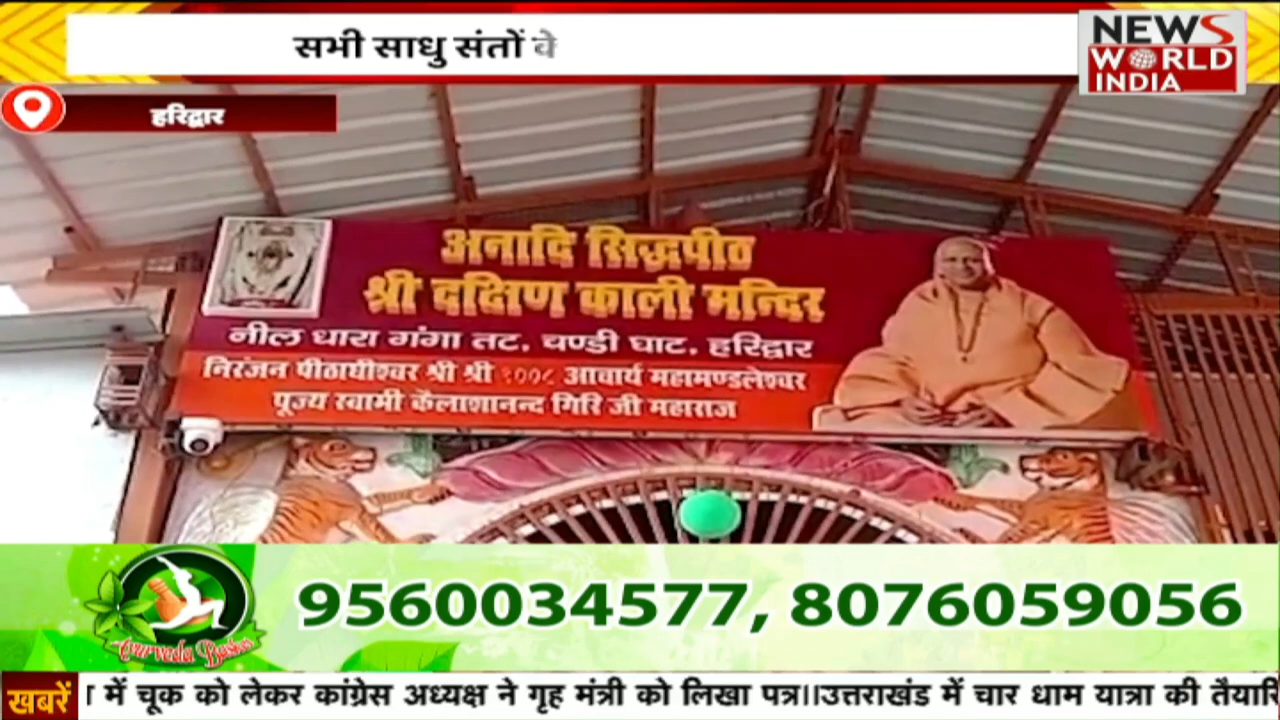 सभी साधु संतों के
NEWS
WORLD
INDIA
हरिद्वार
अनादि सिद्धपीठ
श्री दक्षिण काली मन्दिर
नील धारा गंगा तट, चण्डी घाट, हरिद्वार
निरंजन पीठाधीश्वर श्री श्री १००८ आचार्य महामण्डलेश्वर
पूज्य स्वामी कैलाशानन्द गिरि जी महाराज
9560034577, 8076059056
Ayurveda
खबरें
में चूक को लेकर कांग्रेस अध्यक्ष ने गृह मंत्री को लिखा पत्र।।उत्तराखंड में चार धाम यात्रा की